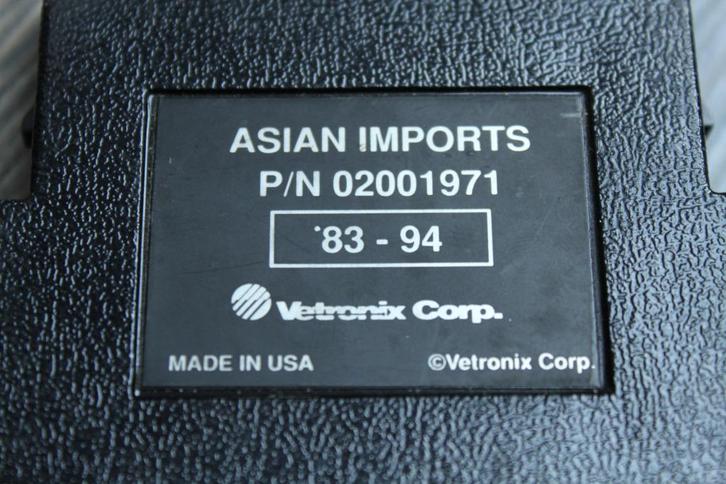 ASIAN IMPORTS
P/N 02001971
'83 - 94
Vetronix Corp.
MADE IN USA
©Vetronix Corp.